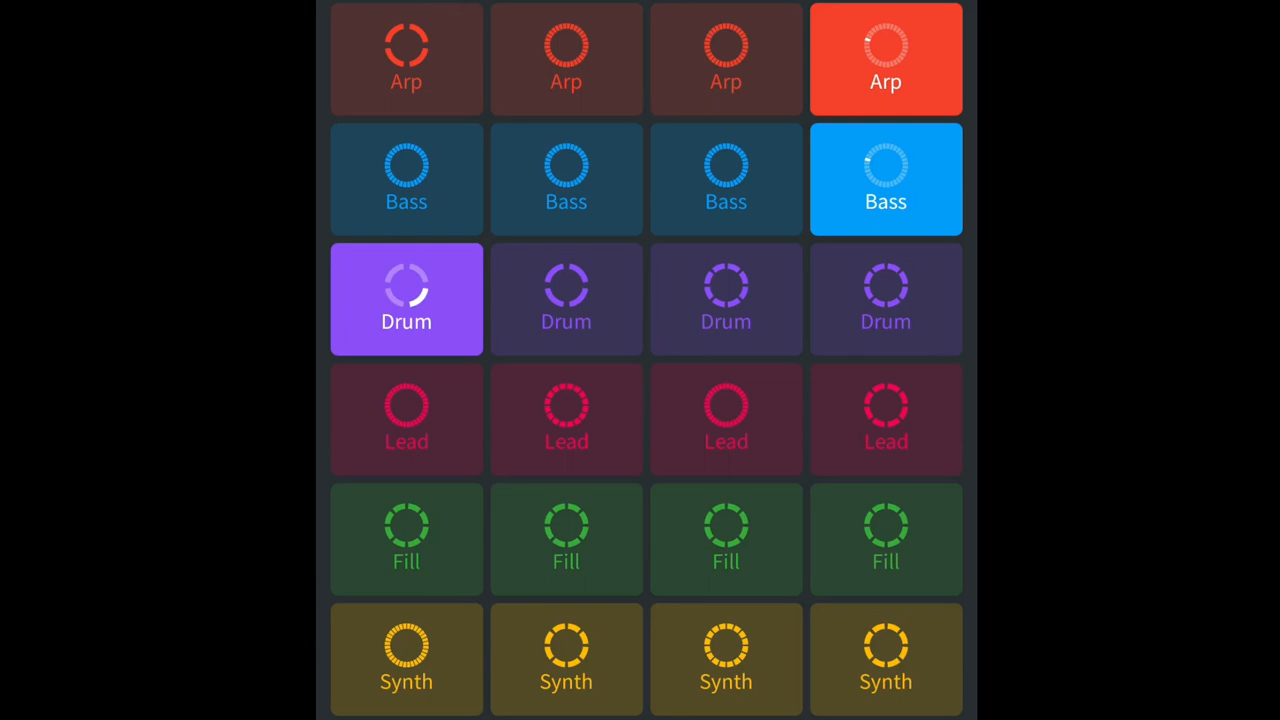 Arp Arp Arp Arp
Bass Bass Bass Bass
Drum Drum Drum Drum
Lead Lead Lead Lead
Fill Fill Fill Fill
Synth Synth Synth Synth